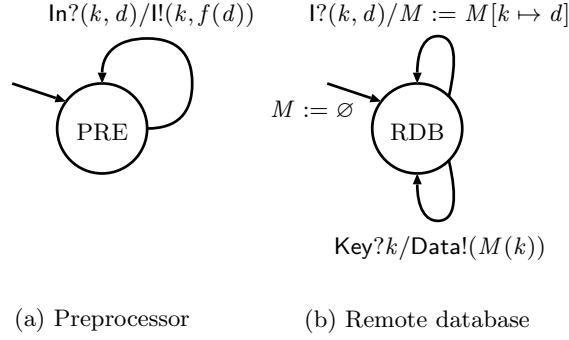 In?(k, d)/I!(k, f(d))
I?(k, d)/M := M[k ↦ d]
M := ∅
PRE
RDB
Key?k/Data!(M(k))
(a) Preprocessor
(b) Remote database